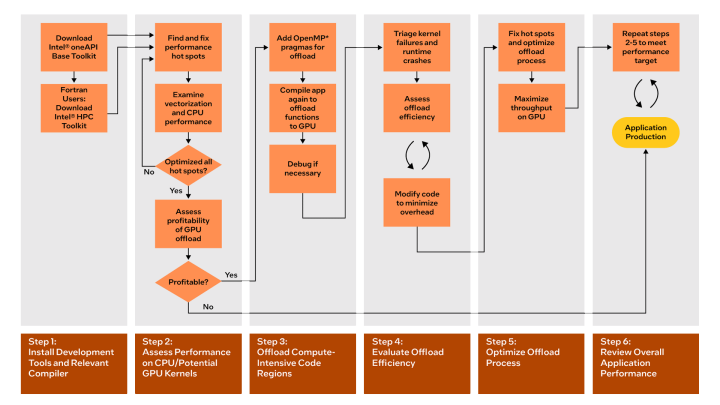 Download
Intel® oneAPI
Base Toolkit
Fortran
Users:
Download
Intel® HPC
Toolkit
Find and fix
performance
hot spots
Examine
vectorization
and CPU
performance
Optimized all
hot spots?
No
Yes
Assess
profitability
of GPU
offload
Profitable?
Yes
No
Add OpenMP*
pragmas for
offload
Compile app
again to
offload
functions
to GPU
Debug if
necessary
Triage kernel
failures and
runtime
crashes
Assess
offload
efficiency
Modify code
to minimize
overhead
Fix hot spots
and optimize
offload
process
Maximize
throughput
on GPU
Repeat steps
2-5 to meet
performance
target
Application
Production
Step 1:
Install Development
Tools and Relevant
Compiler
Step 2:
Assess Performance
on CPU/Potential
GPU Kernels
Step 3:
Offload Compute-
Intensive Code
Regions
Step 4:
Evaluate Offload
Efficiency
Step 5:
Optimize Offload
Process
Step 6:
Review Overall
Application
Performance